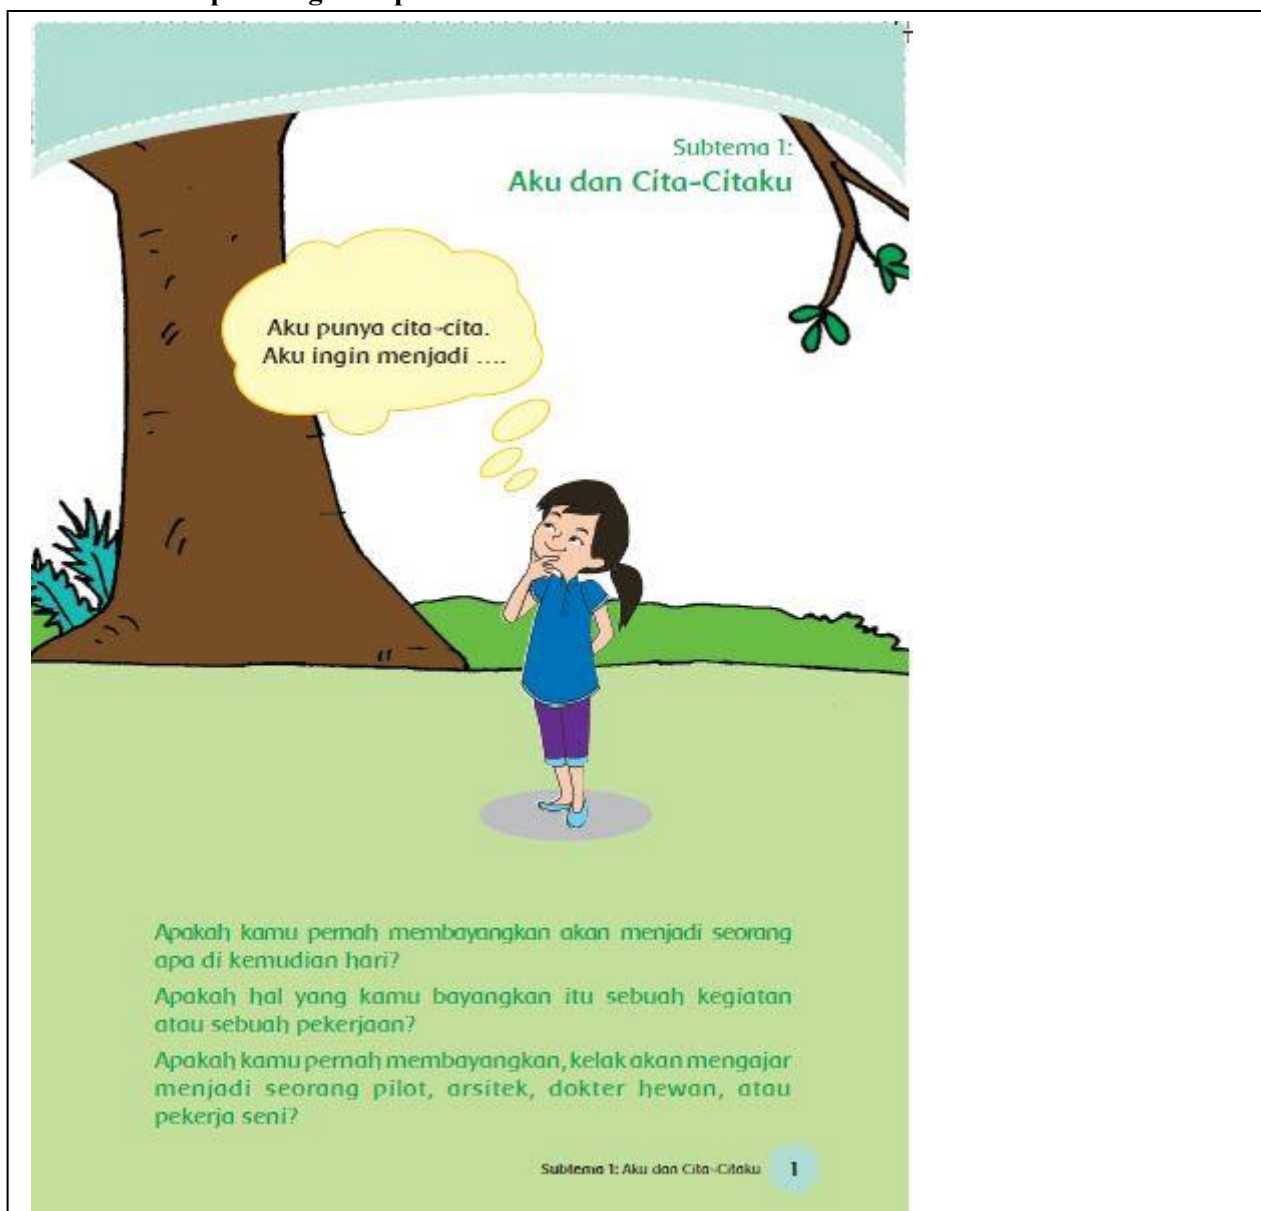 Subtema 1:
Aku dan Cita-Citaku
Aku punya cita-cita.
Aku ingin menjadi ....
Apakah kamu pernah membayangkan akan menjadi seorang
apa di kemudian hari?
Apakah hal yang kamu bayangkan itu sebuah kegiatan
atau sebuah pekerjaan?
Apakah kamu pernah membayangkan, kelak akan mengajar
menjadi seorang pilot, arsitek, dokter hewan, atau
pekerja seni?
Subtema 1: Aku dan Cita-Citaku 1